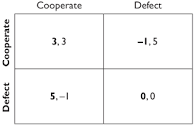 Cooperate Defect
Cooperate
3, 3 −1, 5
Defect
5, −1 0, 0